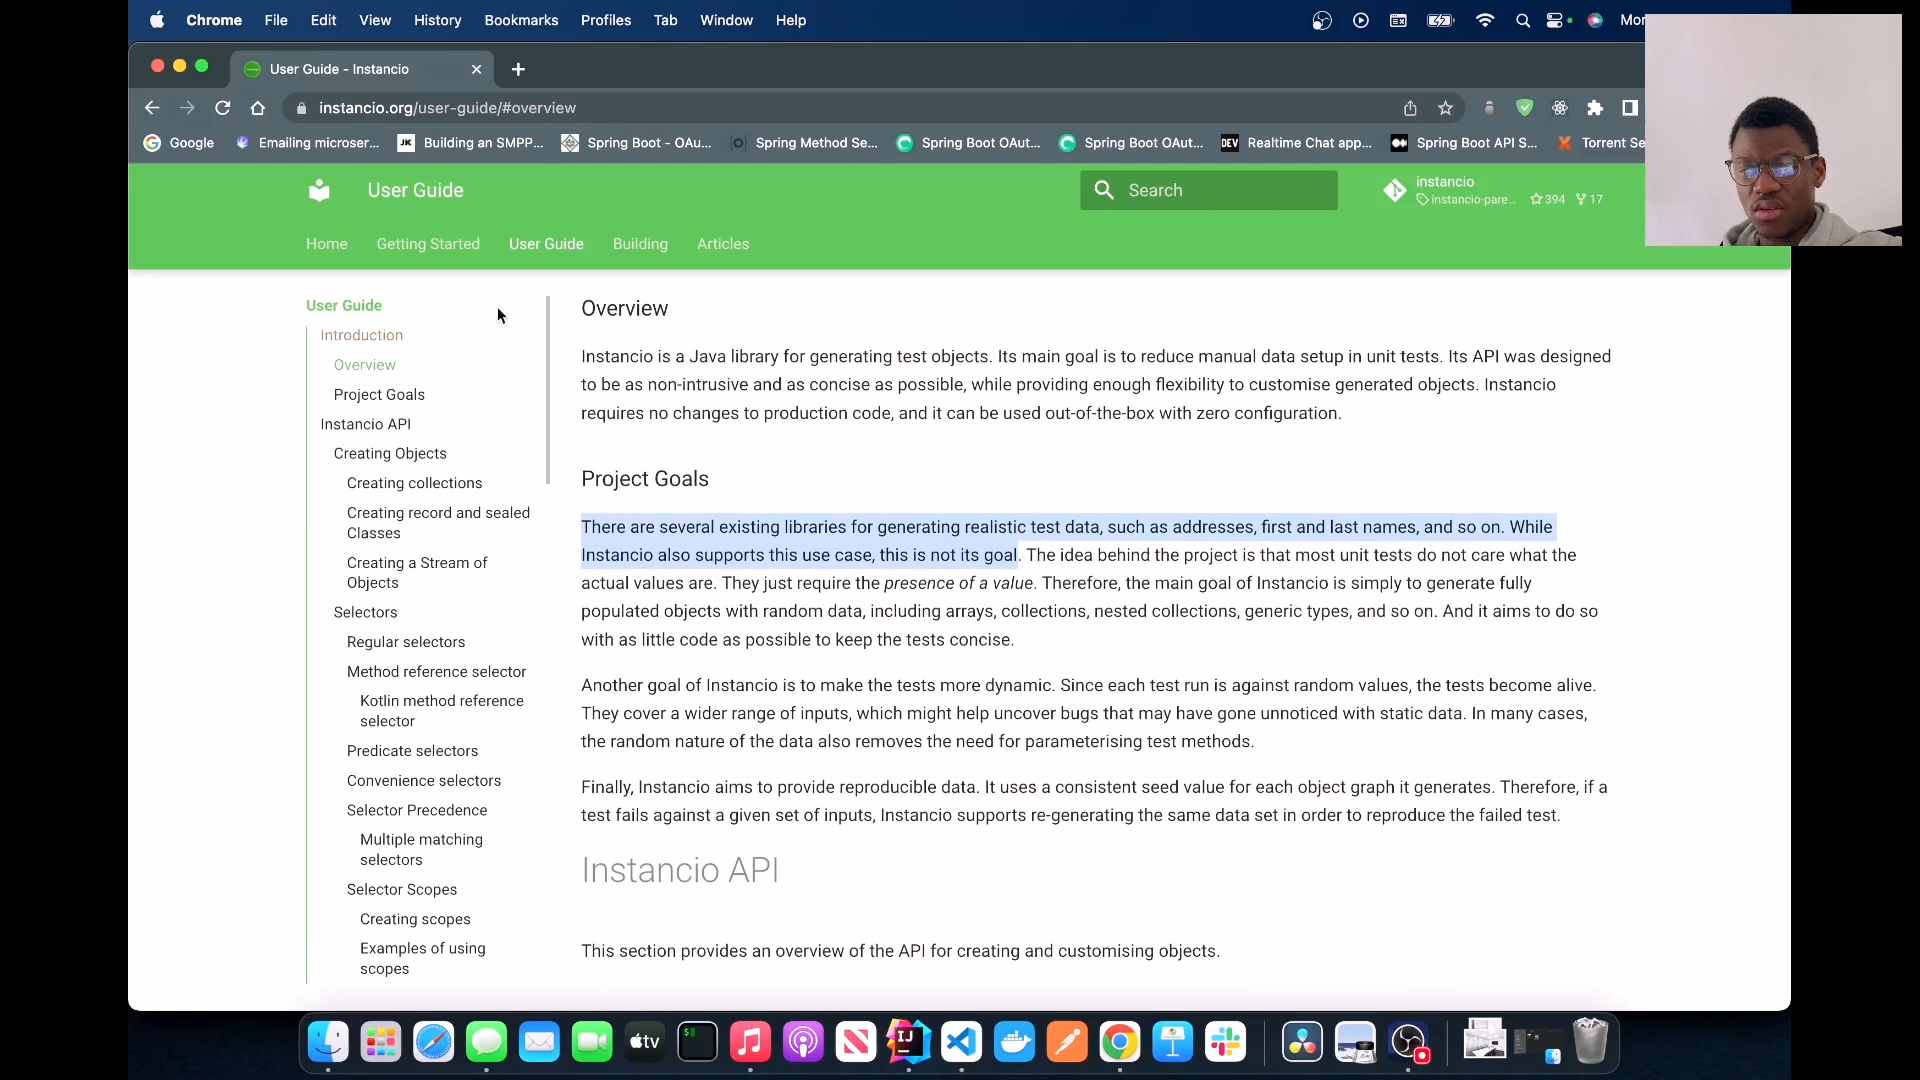 Chrome File Edit View History Bookmarks Profiles Tab Window Help
User Guide - Instancio
instancio.org/user-guide/#overview
Google Emailing microser... JK Building an SMPP... Spring Boot - OAu... Spring Method Se... Spring Boot OAut... Spring Boot OAut... DEV Realtime Chat app... Spring Boot API S... Torrent Se
User Guide
Search
instancio
instancio-pare... 394 17
Home Getting Started User Guide Building Articles
User Guide
Introduction
Overview
Project Goals
Instancio API
Creating Objects
Creating collections
Creating record and sealed
Classes
Creating a Stream of
Objects
Selectors
Regular selectors
Method reference selector
Kotlin method reference
selector
Predicate selectors
Convenience selectors
Selector Precedence
Multiple matching
selectors
Selector Scopes
Creating scopes
Examples of using
scopes
Overview
Instancio is a Java library for generating test objects. Its main goal is to reduce manual data setup in unit tests. Its API was designed
to be as non-intrusive and as concise as possible, while providing enough flexibility to customise generated objects. Instancio
requires no changes to production code, and it can be used out-of-the-box with zero configuration.
Project Goals
There are several existing libraries for generating realistic test data, such as addresses, first and last names, and so on. While
Instancio also supports this use case, this is not its goal. The idea behind the project is that most unit tests do not care what the
actual values are. They just require the presence of a value. Therefore, the main goal of Instancio is simply to generate fully
populated objects with random data, including arrays, collections, nested collections, generic types, and so on. And it aims to do so
with as little code as possible to keep the tests concise.
Another goal of Instancio is to make the tests more dynamic. Since each test run is against random values, the tests become alive.
They cover a wider range of inputs, which might help uncover bugs that may have gone unnoticed with static data. In many cases,
the random nature of the data also removes the need for parameterising test methods.
Finally, Instancio aims to provide reproducible data. It uses a consistent seed value for each object graph it generates. Therefore, if a
test fails against a given set of inputs, Instancio supports re-generating the same data set in order to reproduce the failed test.
Instancio API
This section provides an overview of the API for creating and customising objects.
tv
IJ